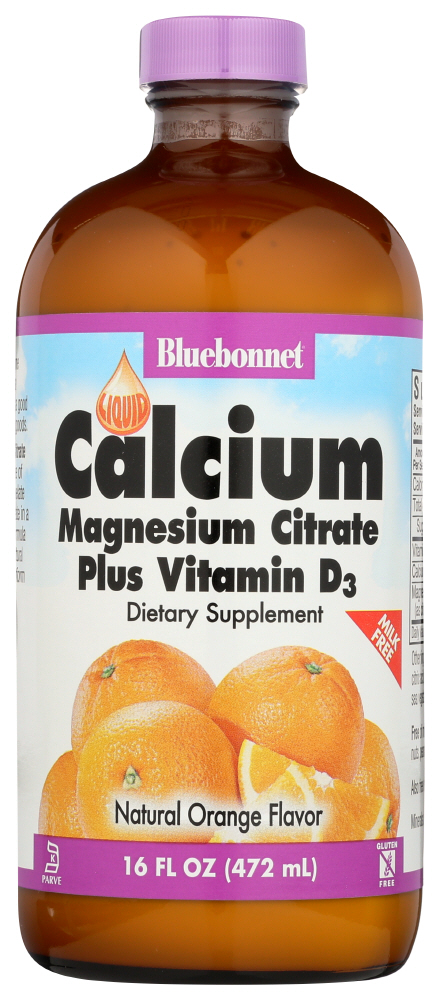 Bluebonnet
LIQUID
Calcium
Magnesium Citrate
Plus Vitamin D3
Dietary Supplement
MILK
FREE
Natural Orange Flavor
16 FL OZ (472 mL)
K
PARVE
GLUTEN
FREE